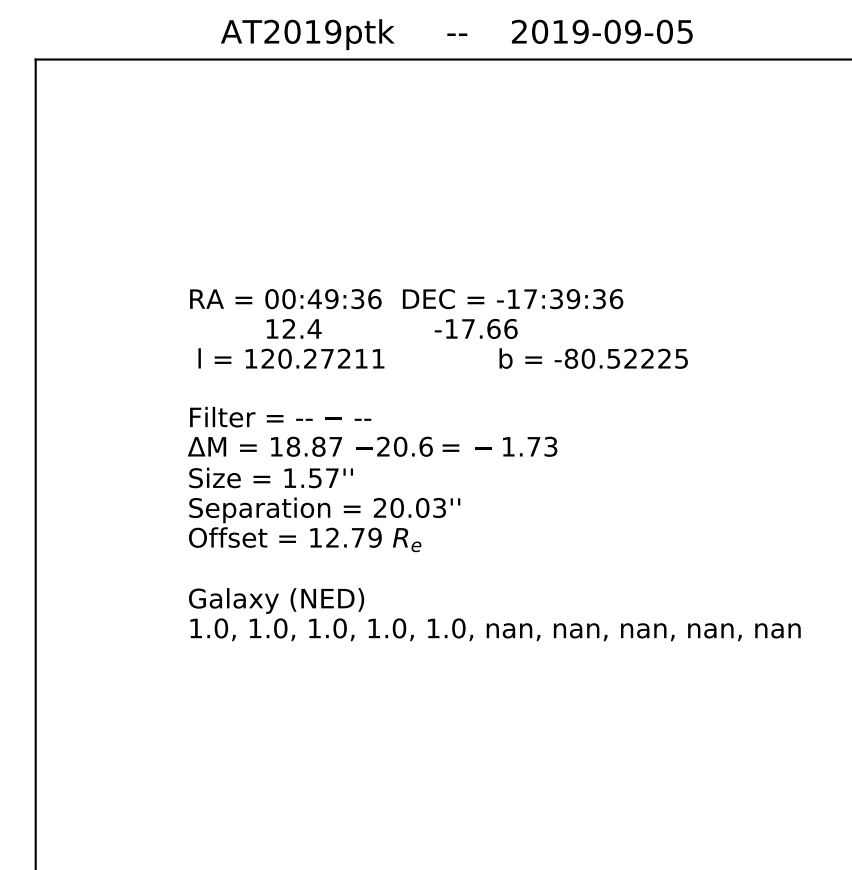 AT2019ptk -- 2019-09-05
RA = 00:49:36 DEC = -17:39:36
12.4 -17.66
l = 120.27211 b = -80.52225
Filter = -- − --
ΔM = 18.87 −20.6 = − 1.73
Size = 1.57''
Separation = 20.03''
Offset = 12.79 Re
Galaxy (NED)
1.0, 1.0, 1.0, 1.0, 1.0, nan, nan, nan, nan, nan